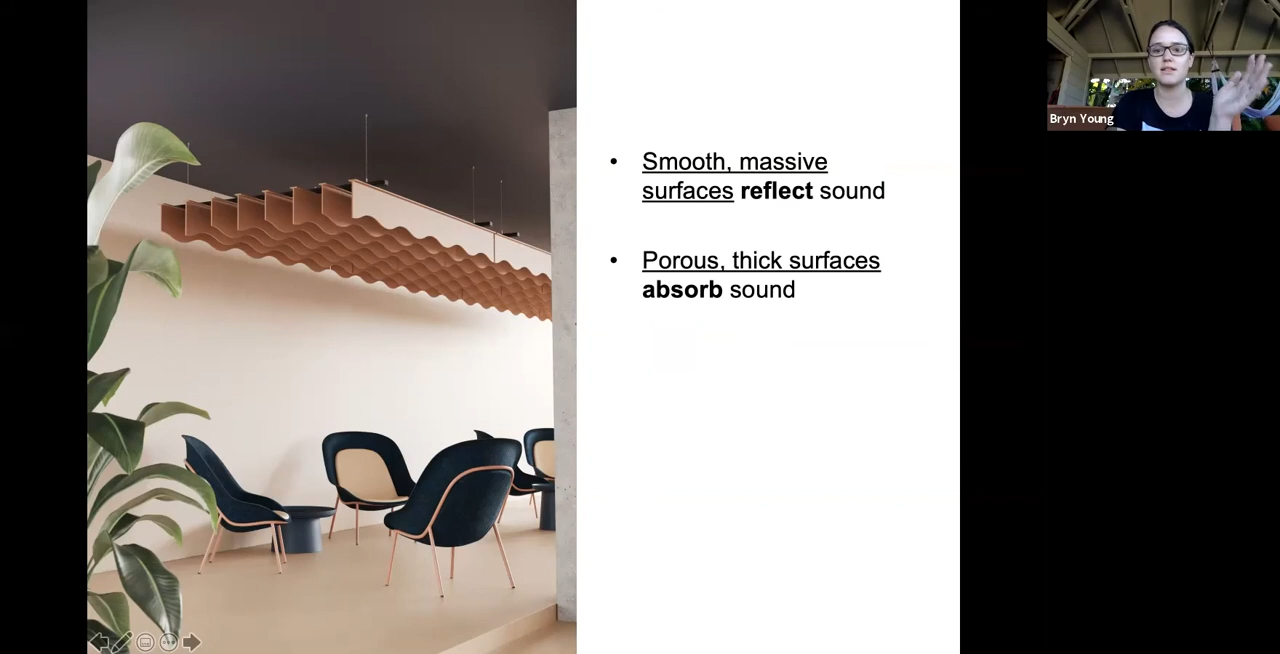 • Smooth, massive
surfaces reflect sound
• Porous, thick surfaces
absorb sound
Bryn Young